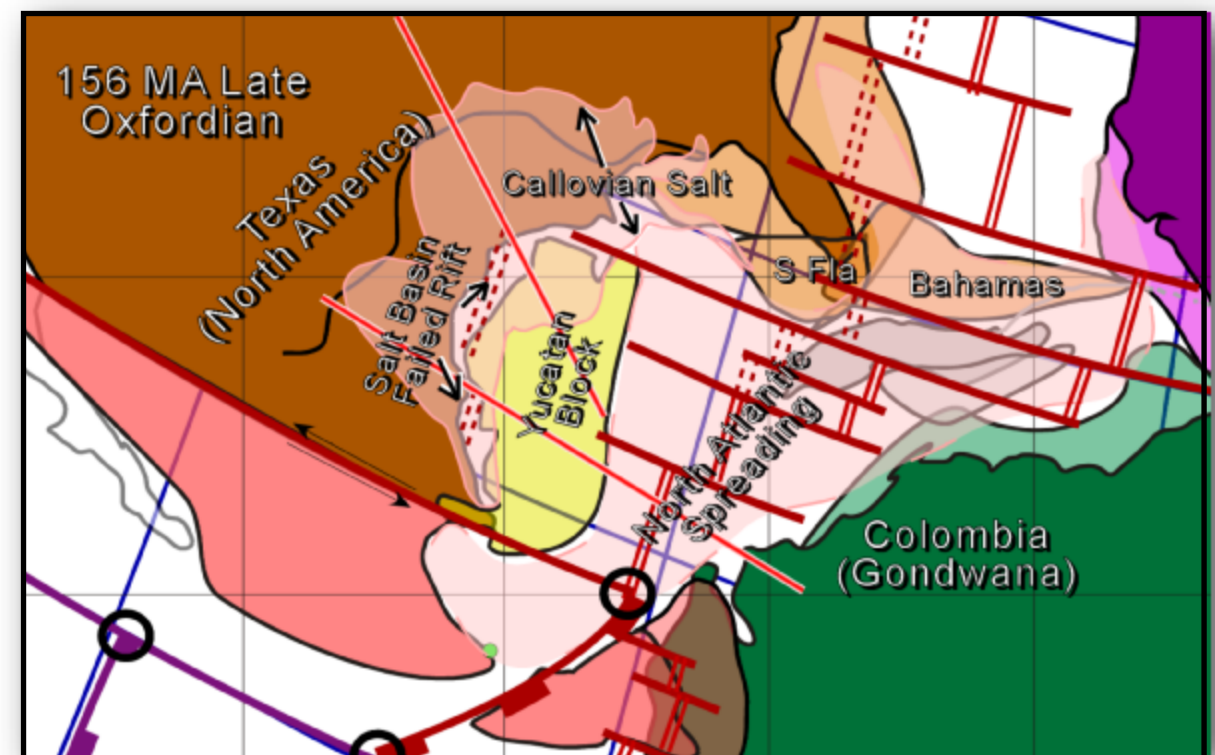 156 MA Late
Oxfordian
Texas
(North America)
Callovian Salt
Salt Basin
Failed Rift
Yucatan
Block
S Fla
Bahamas
North Atlantic
Spreading
Colombia
(Gondwana)